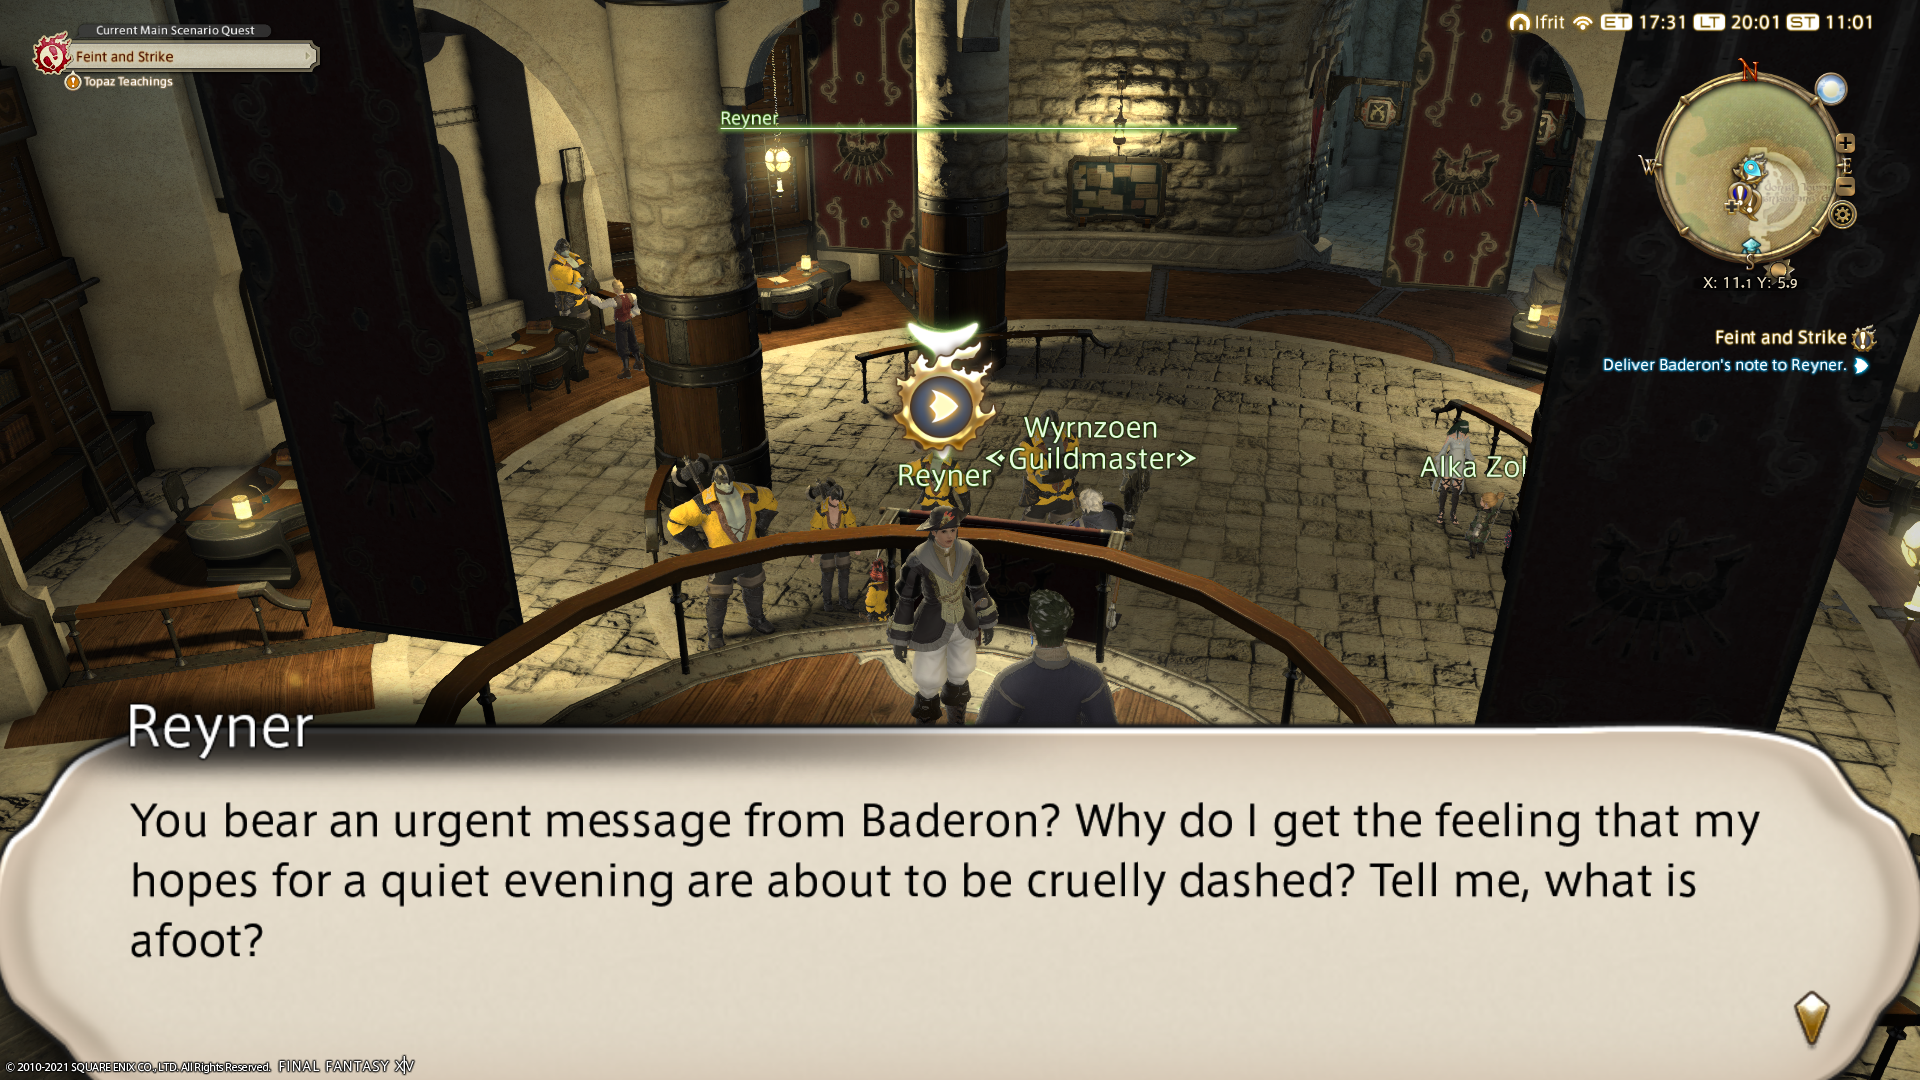 Current Main Scenario Quest
Feint and Strike
Topaz Teachings
Ifrit ET 17:31 LT 20:01 ST 11:01
N
W
E
S
X: 11.1 Y: 5.9
Feint and Strike
Deliver Baderon's note to Reyner.
Reyner
Wyrnzoen
«Guildmaster»
Reyner
Alka Zol
Reyner
You bear an urgent message from Baderon? Why do I get the feeling that my
hopes for a quiet evening are about to be cruelly dashed? Tell me, what is
afoot?
© 2010-2021 SQUARE ENIX CO., LTD. All Rights Reserved. FINAL FANTASY XIV